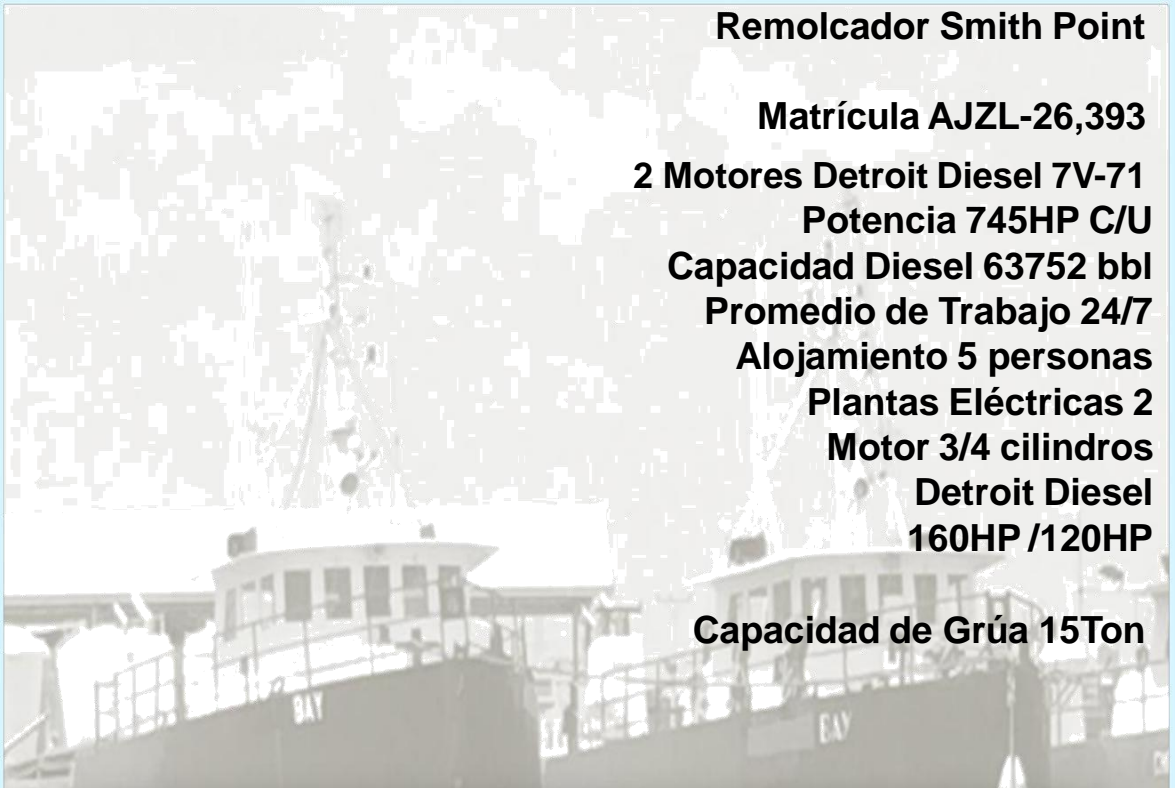 Remolcador Smith Point
Matrícula AJZL-26,393
2 Motores Detroit Diesel 7V-71
Potencia 745HP C/U
Capacidad Diesel 63752 bbl
Promedio de Trabajo 24/7
Alojamiento 5 personas
Plantas Eléctricas 2
Motor 3/4 cilindros
Detroit Diesel
160HP /120HP
Capacidad de Grúa 15Ton
BAY
BAY